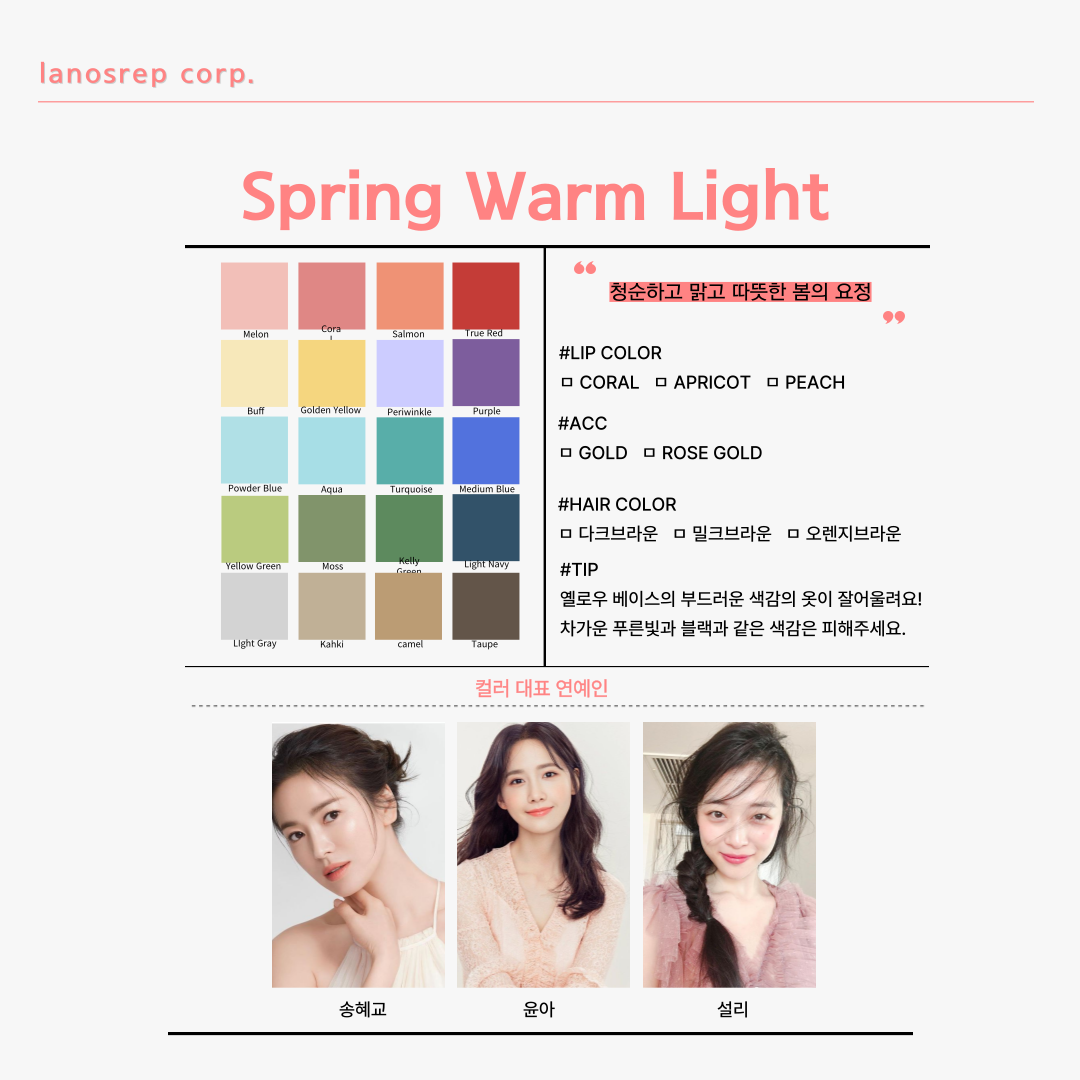 lanosrep corp.
Spring Warm Light
Melon Coral Salmon True Red
Buff Golden Yellow Periwinkle Purple
Powder Blue Aqua Turquoise Medium Blue
Yellow Green Moss Kelly Green Light Navy
LIght Gray Kahki camel Taupe
❝
청순하고 맑고 따뜻한 봄의 요정
❞
#LIP COLOR
ㅁ CORAL ㅁ APRICOT ㅁ PEACH
#ACC
ㅁ GOLD ㅁ ROSE GOLD
#HAIR COLOR
ㅁ 다크브라운 ㅁ 밀크브라운 ㅁ 오렌지브라운
#TIP
옐로우 베이스의 부드러운 색감의 옷이 잘어울려요!
차가운 푸른빛과 블랙과 같은 색감은 피해주세요.
컬러 대표 연예인
송혜교 윤아 설리